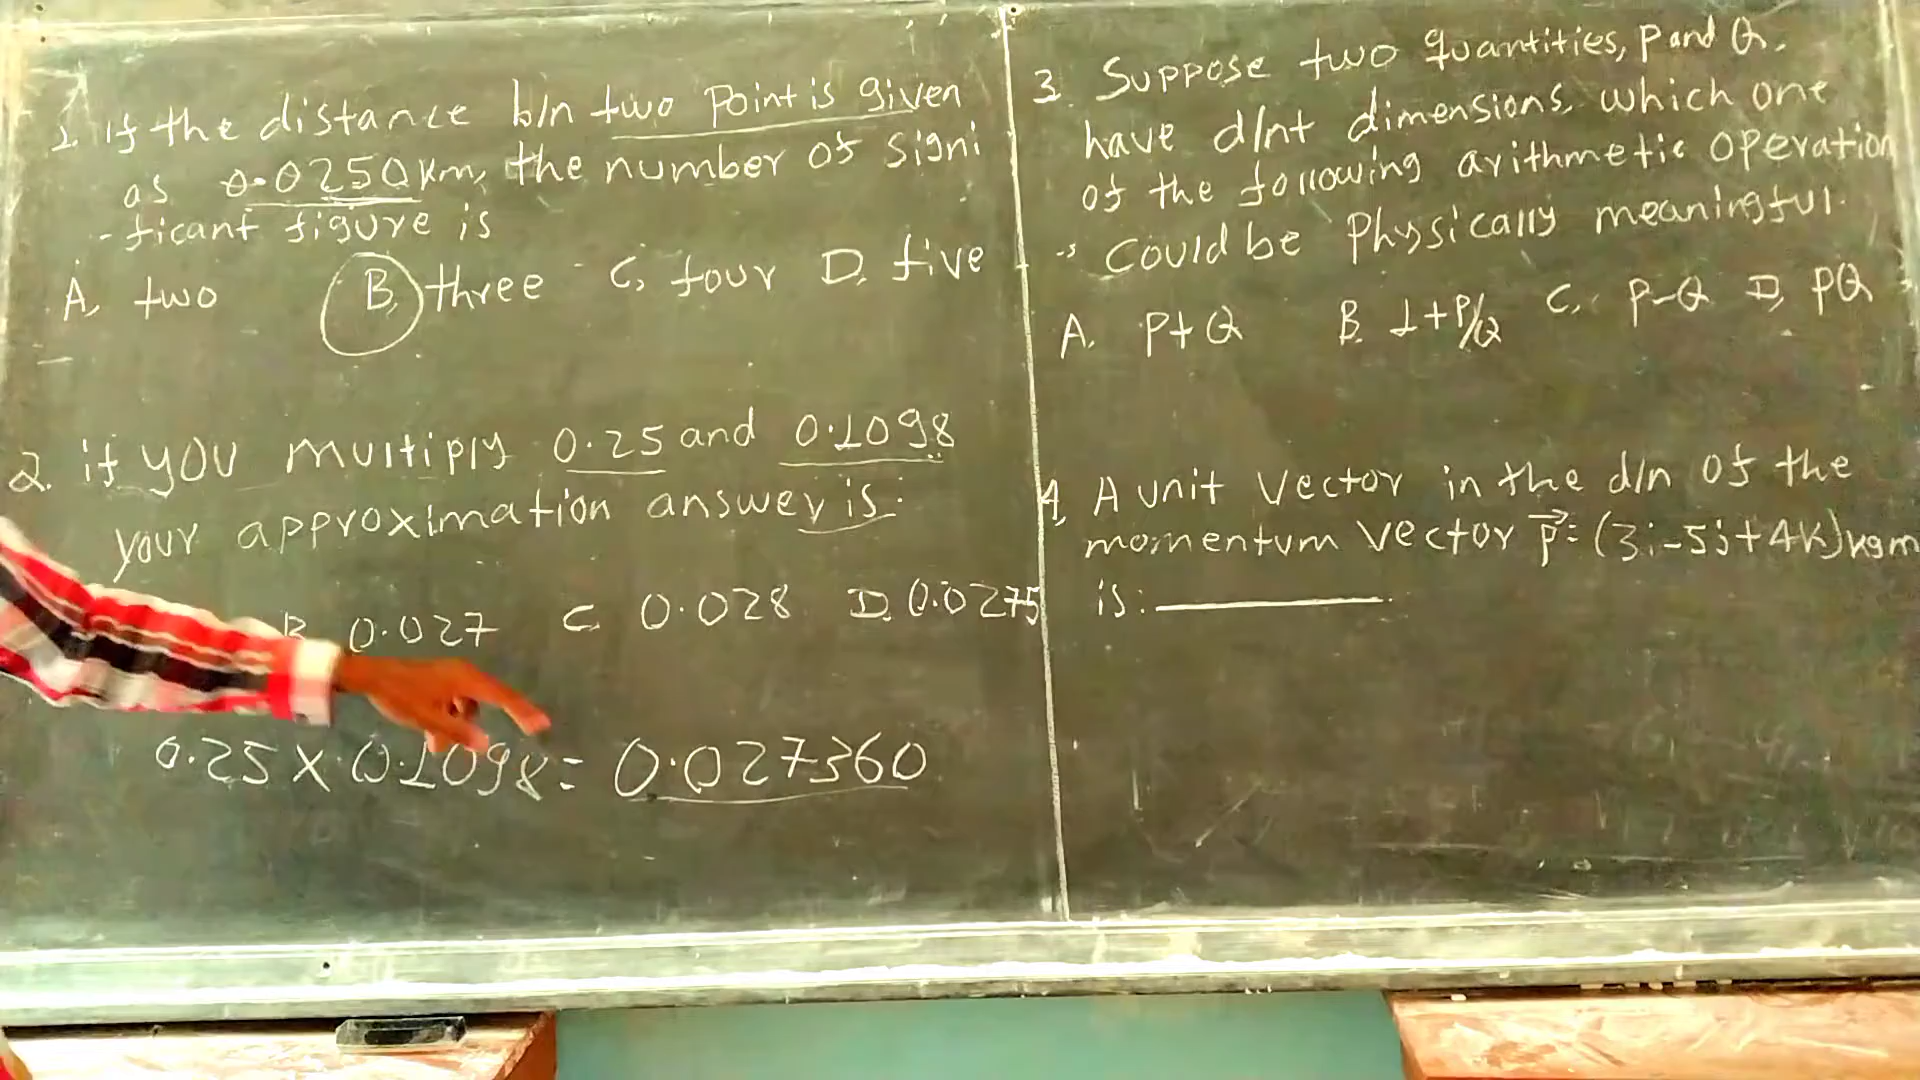 1. If the distance b/n two point is given
as 0.0250km, the number of signi
-ficant figure is
A. two B. three C. four D. five
2. if you multiply 0.25 and 0.1098
your approximation answer is:
B 0.027 C. 0.028 D. 0.0275
0.25 X 0.1098 = 0.027360
3. Suppose two quantities, P and Q.
have d/nt dimensions. which one
of the following arithmetic operation
could be physically meaningful.
A. P+Q B. 1+P/Q C. P-Q D. PQ
4. A unit vector in the d/n of the
momentum vector P⃗ = (3i-5j+4k)kgm
is: